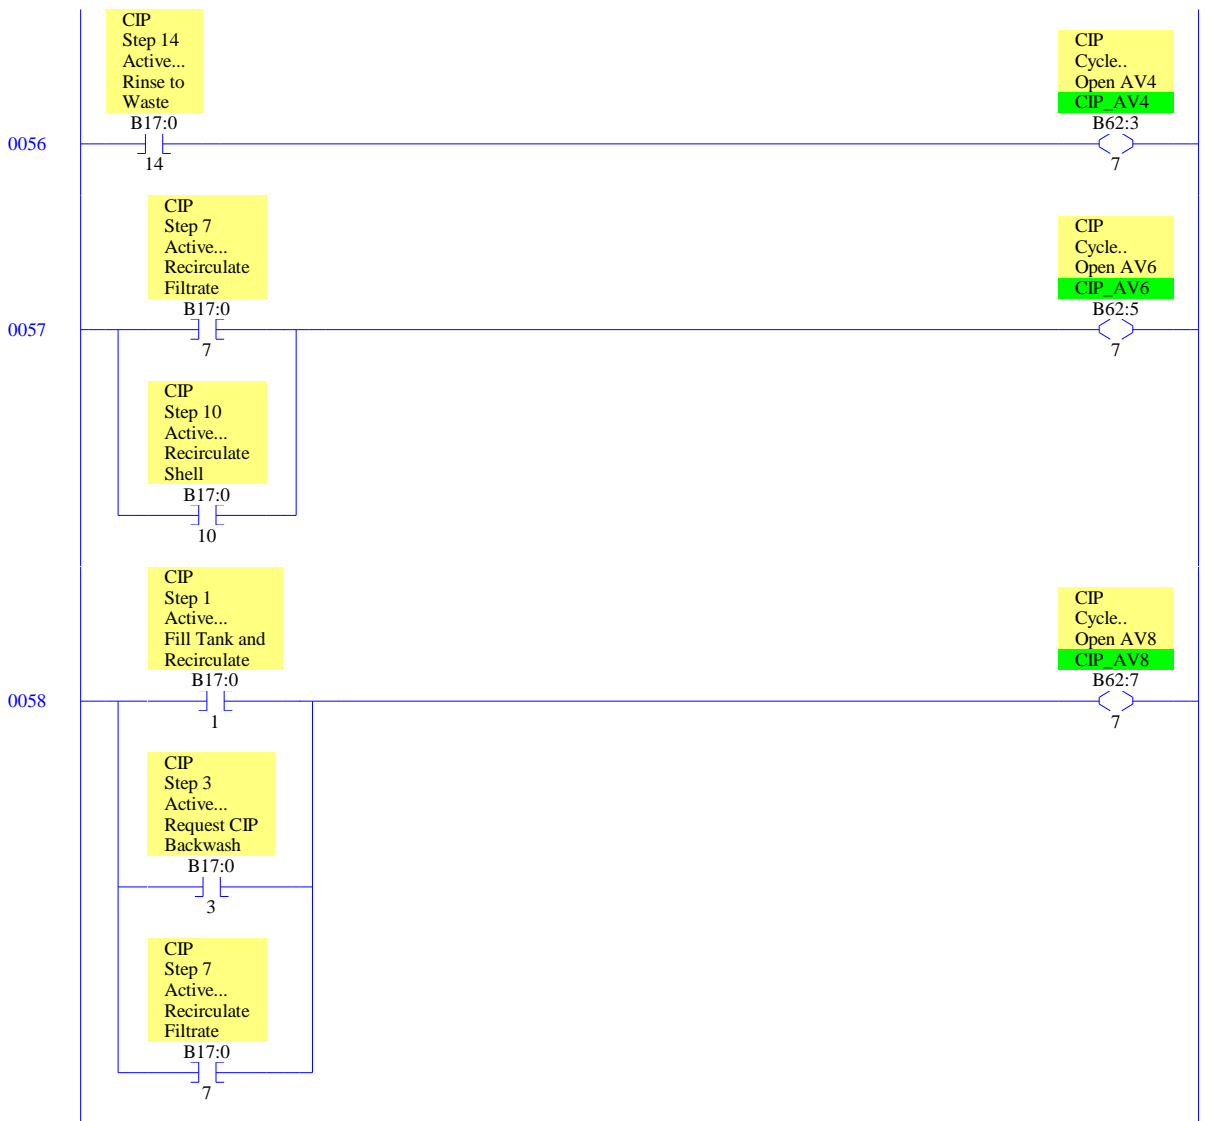 CIP
Step 14
Active...
Rinse to
Waste
B17:0
14
CIP
Cycle..
Open AV4
CIP_AV4
B62:3
7
0056
CIP
Step 7
Active...
Recirculate
Filtrate
B17:0
7
CIP
Cycle..
Open AV6
CIP_AV6
B62:5
7
0057
CIP
Step 10
Active...
Recirculate
Shell
B17:0
10
CIP
Step 1
Active...
Fill Tank and
Recirculate
B17:0
1
CIP
Cycle..
Open AV8
CIP_AV8
B62:7
7
0058
CIP
Step 3
Active...
Request CIP
Backwash
B17:0
3
CIP
Step 7
Active...
Recirculate
Filtrate
B17:0
7